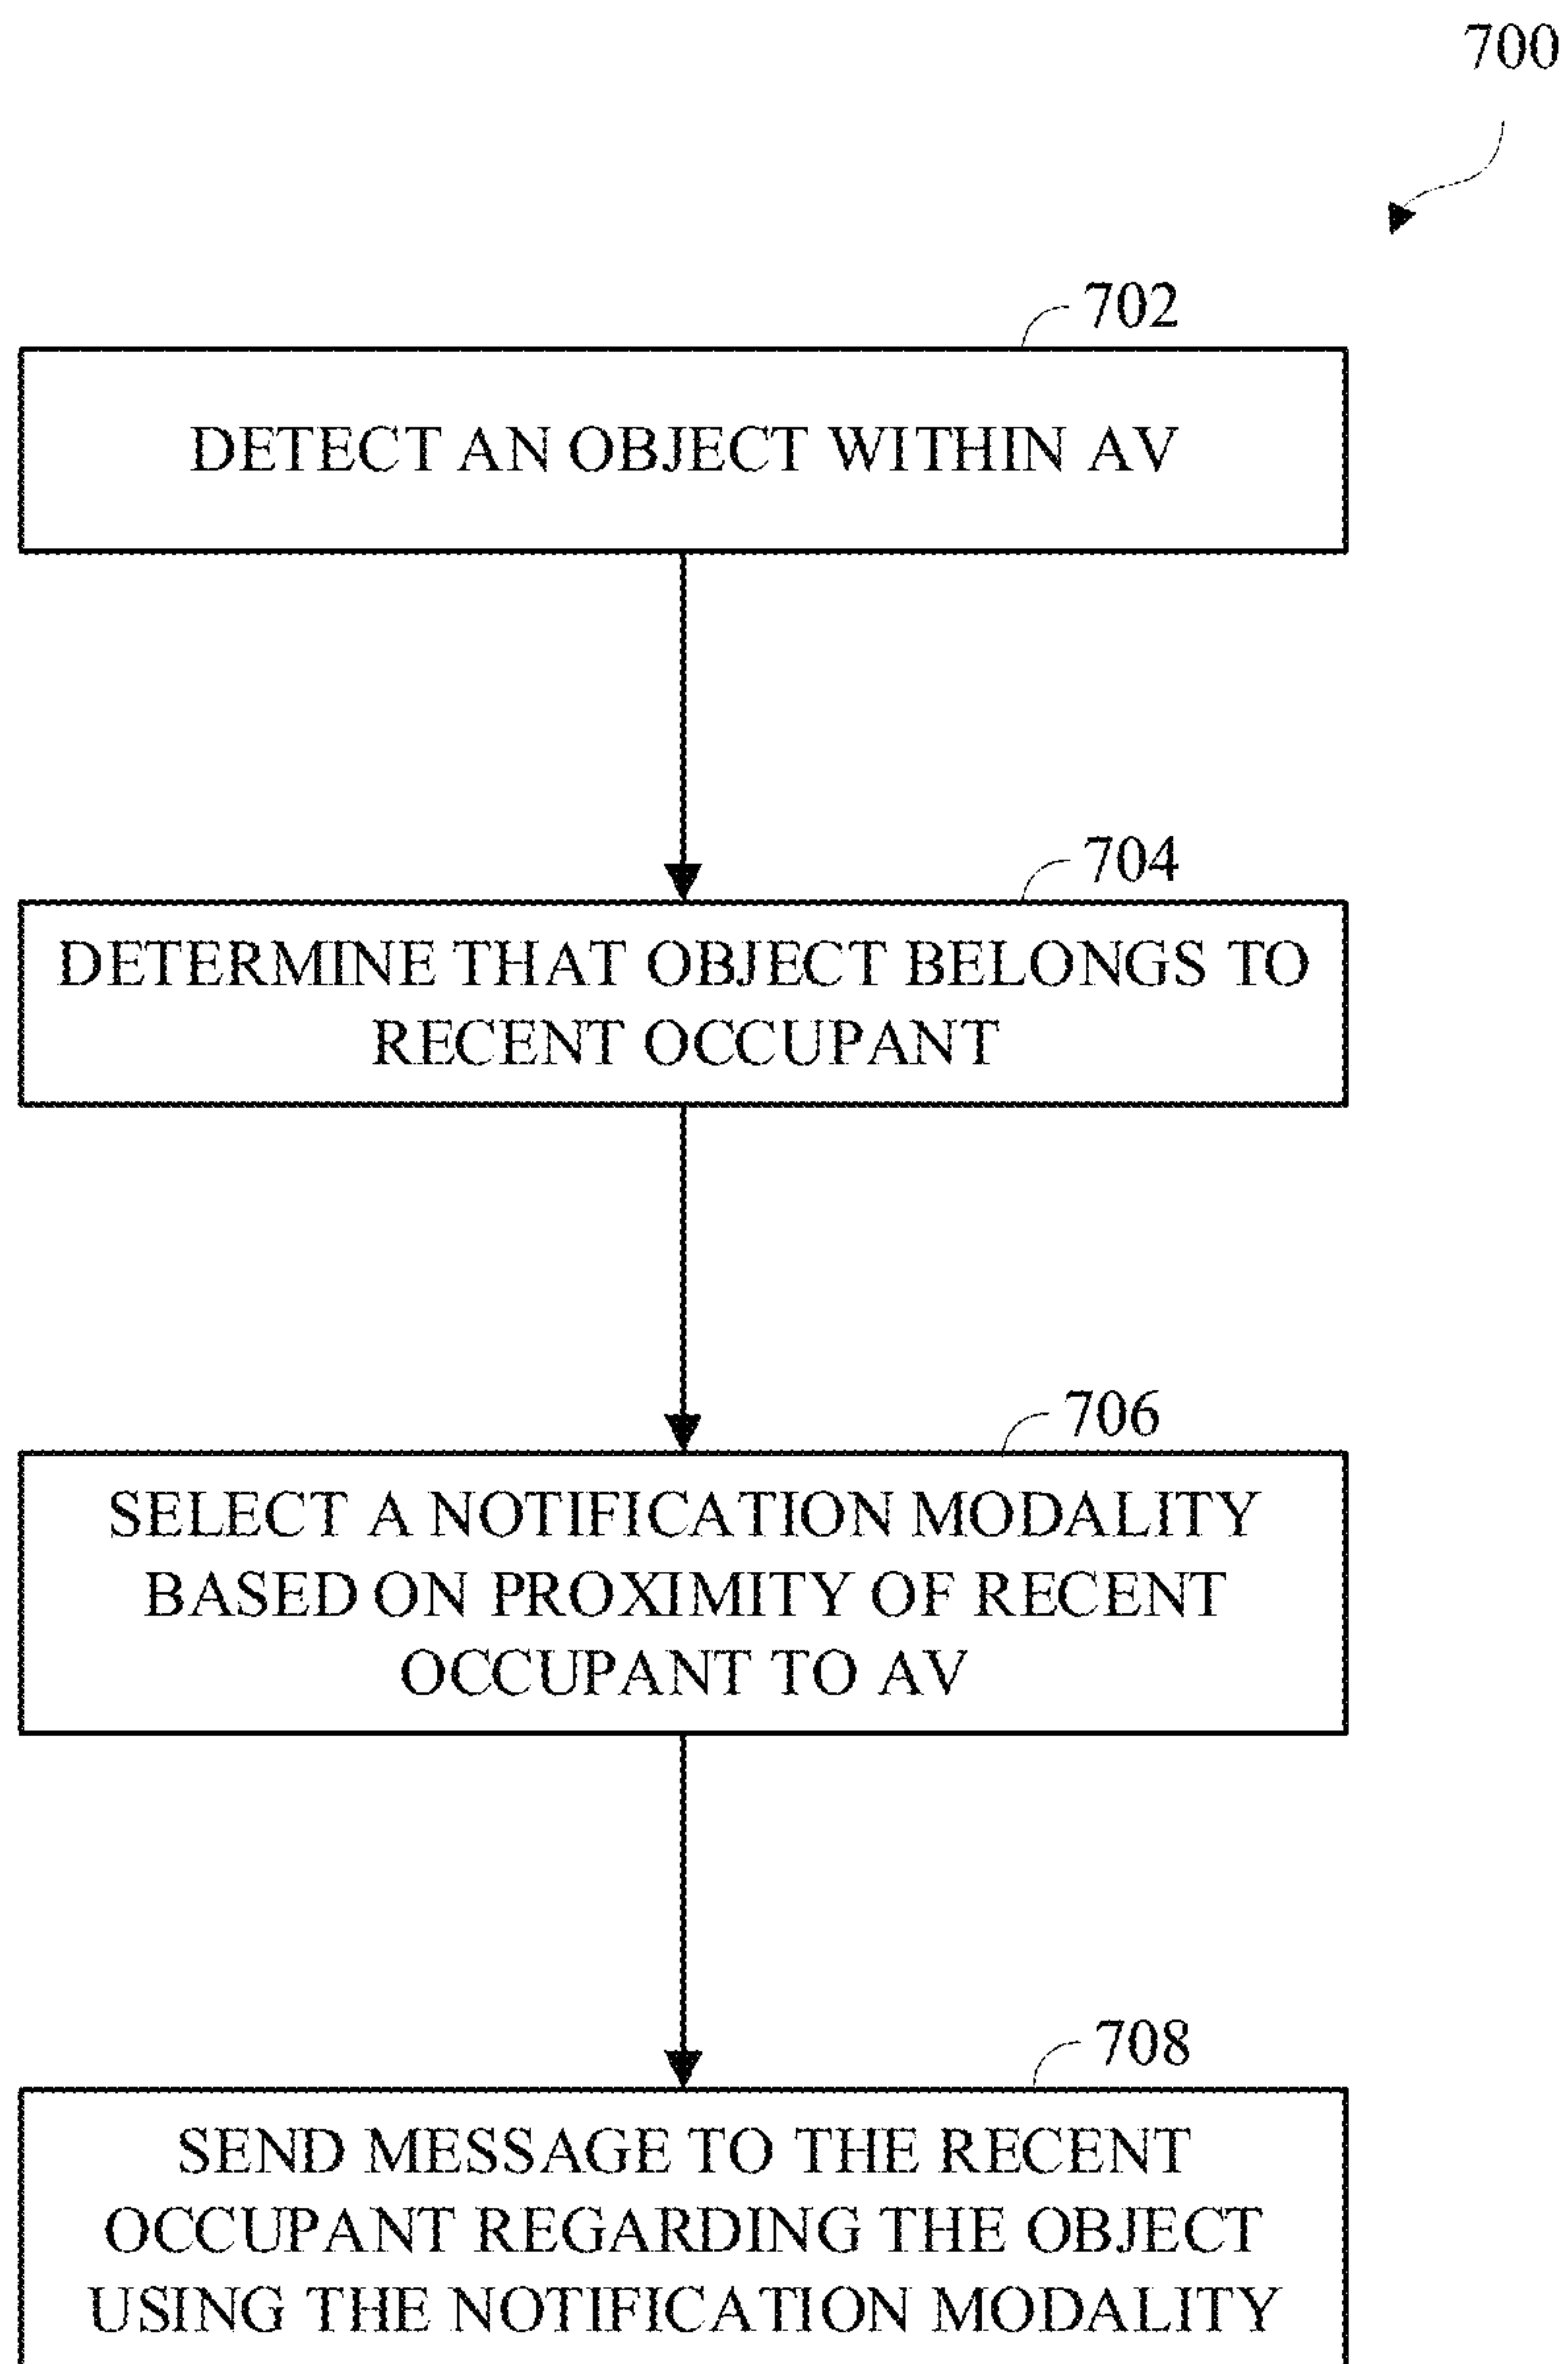 700
702
DETECT AN OBJECT WITHIN AV
704
DETERMINE THAT OBJECT BELONGS TO
RECENT OCCUPANT
706
SELECT A NOTIFICATION MODALITY
BASED ON PROXIMITY OF RECENT
OCCUPANT TO AV
708
SEND MESSAGE TO THE RECENT
OCCUPANT REGARDING THE OBJECT
USING THE NOTIFICATION MODALITY